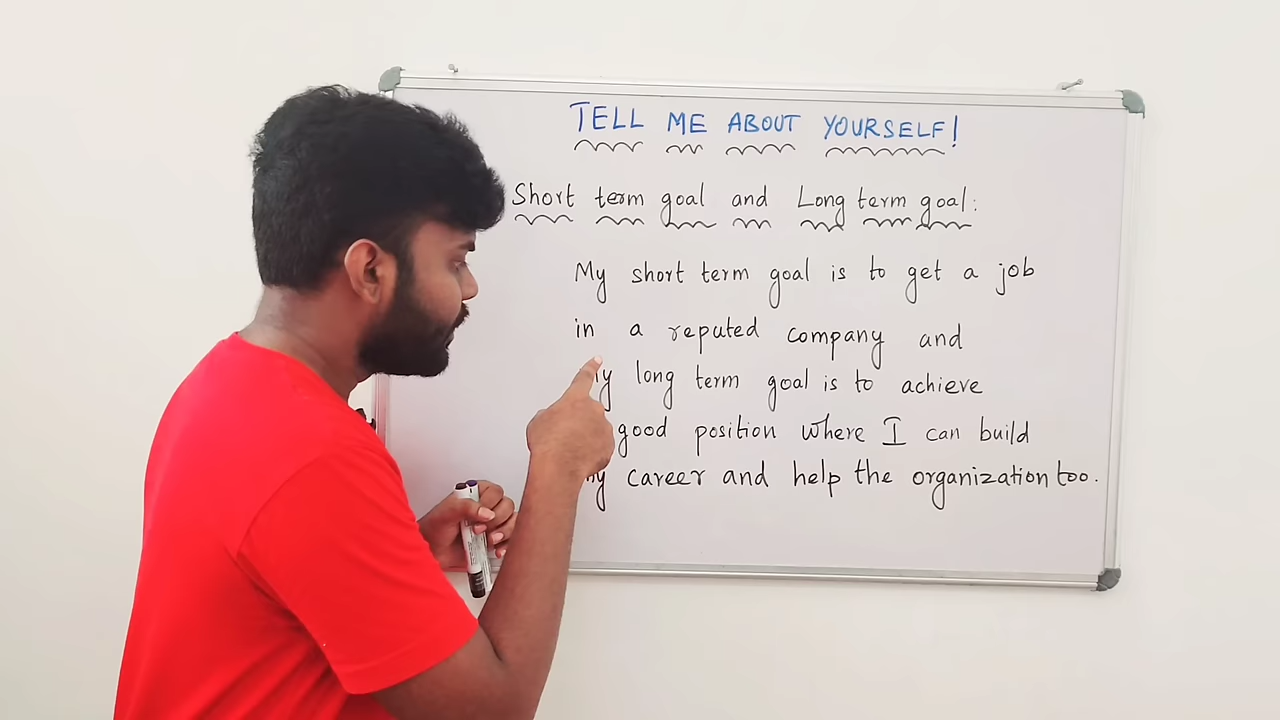 TELL ME ABOUT YOURSELF!
Short term goal and Long term goal:
My short term goal is to get a job
in a reputed company and
long term goal is to achieve
good position where I can build
career and help the organization too.